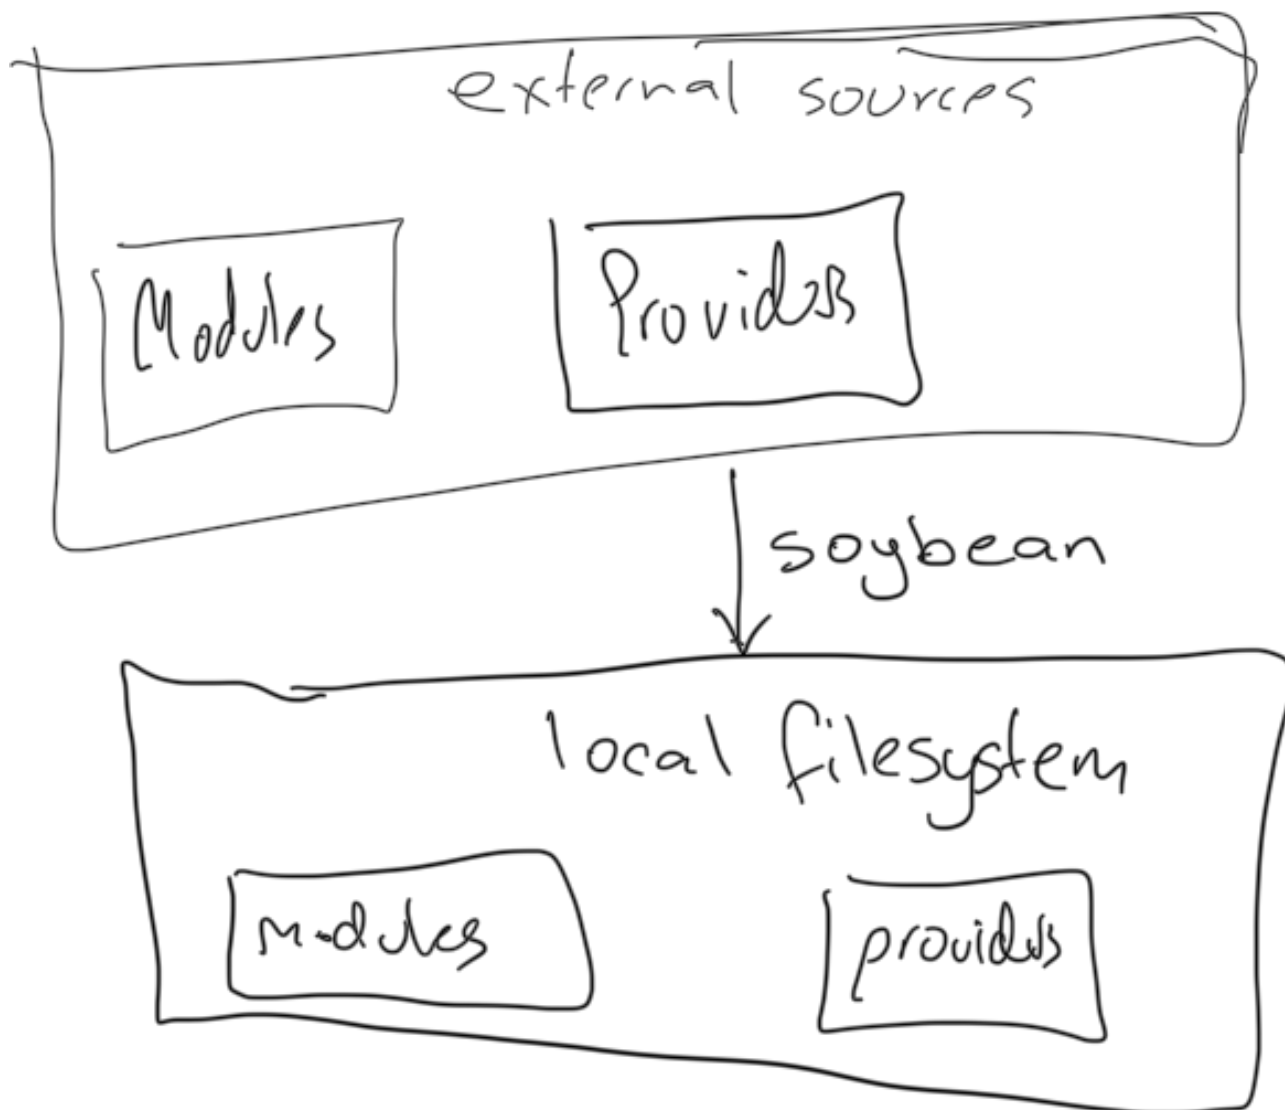 external sources
Modules
Providers
soybean
local filesystem
modules
providers